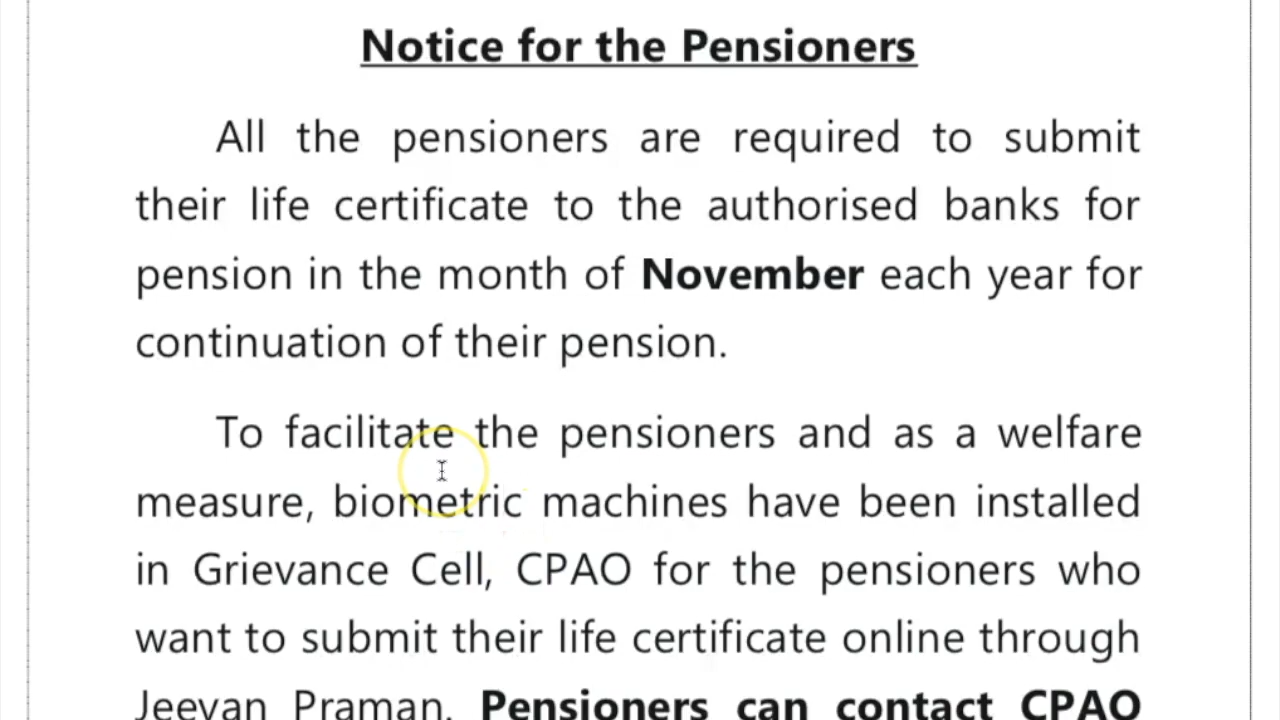 Notice for the Pensioners
All the pensioners are required to submit
their life certificate to the authorised banks for
pension in the month of November each year for
continuation of their pension.
To facilitate the pensioners and as a welfare
measure, biometric machines have been installed
in Grievance Cell, CPAO for the pensioners who
want to submit their life certificate online through
Jeevan Praman. Pensioners can contact CPAO